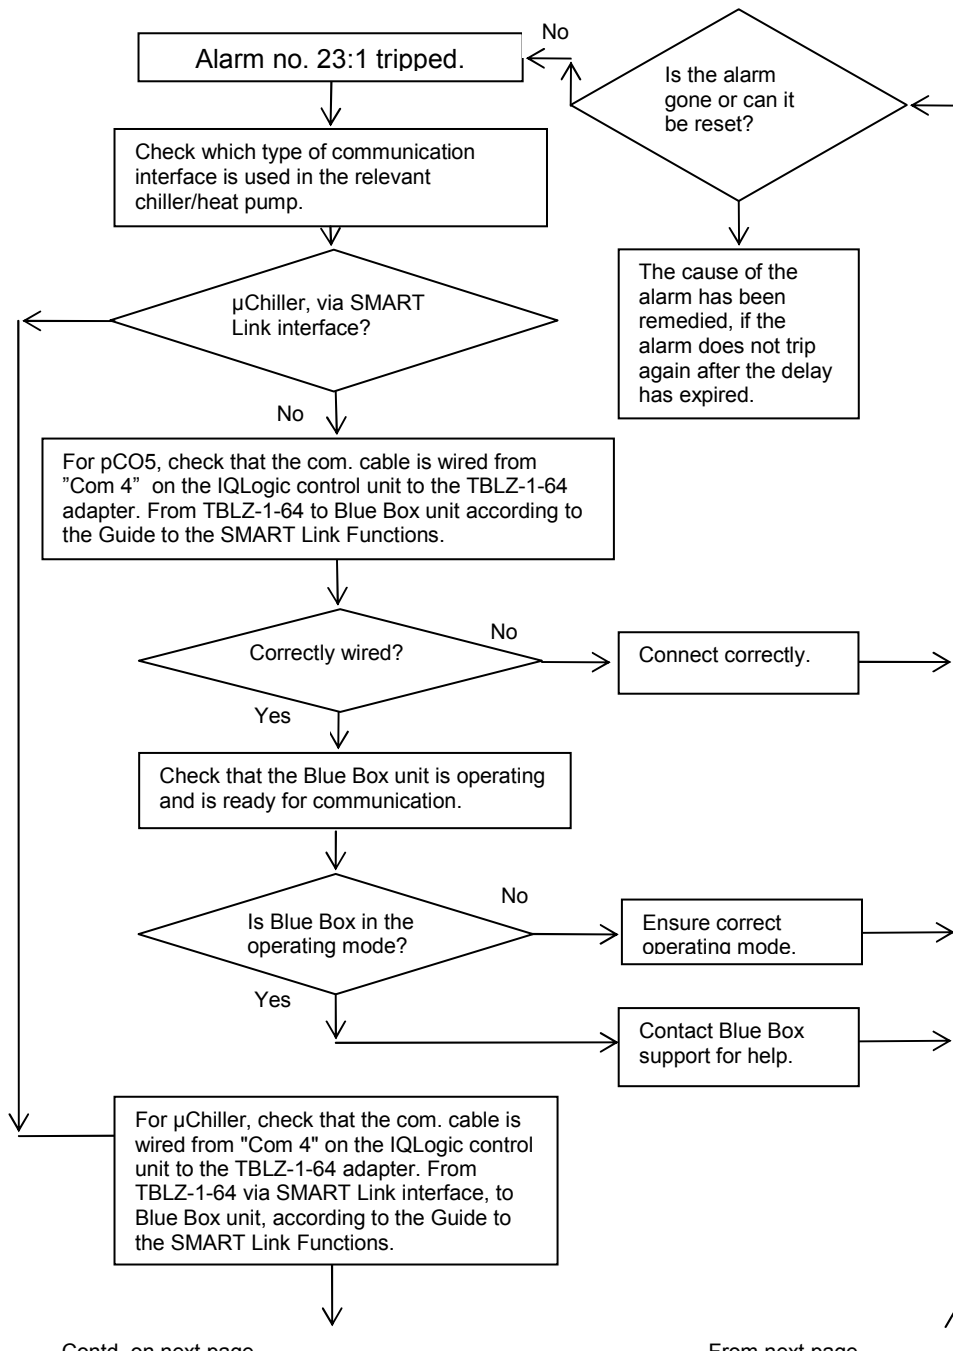 No
Alarm no. 23:1 tripped.
Is the alarm
gone or can it
be reset?
Check which type of communication
interface is used in the relevant
chiller/heat pump.
The cause of the
alarm has been
remedied, if the
alarm does not trip
again after the delay
has expired.
µChiller, via SMART
Link interface?
No
For pCO5, check that the com. cable is wired from
”Com 4” on the IQLogic control unit to the TBLZ-1-64
adapter. From TBLZ-1-64 to Blue Box unit according to
the Guide to the SMART Link Functions.
Correctly wired?
No
Connect correctly.
Yes
Check that the Blue Box unit is operating
and is ready for communication.
Is Blue Box in the
operating mode?
No
Ensure correct
operating mode.
Yes
Contact Blue Box
support for help.
For µChiller, check that the com. cable is
wired from "Com 4" on the IQLogic control
unit to the TBLZ-1-64 adapter. From
TBLZ-1-64 via SMART Link interface, to
Blue Box unit, according to the Guide to
the SMART Link Functions.
Contd. on next page
From next page